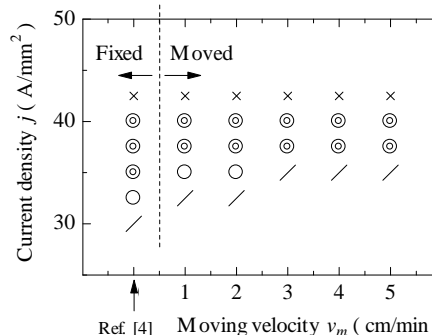 Fixed Moved
50
40
30
Current density j ( A/mm²)
1 2 3 4 5
Ref. [4] Moving velocity vₘ ( cm/min